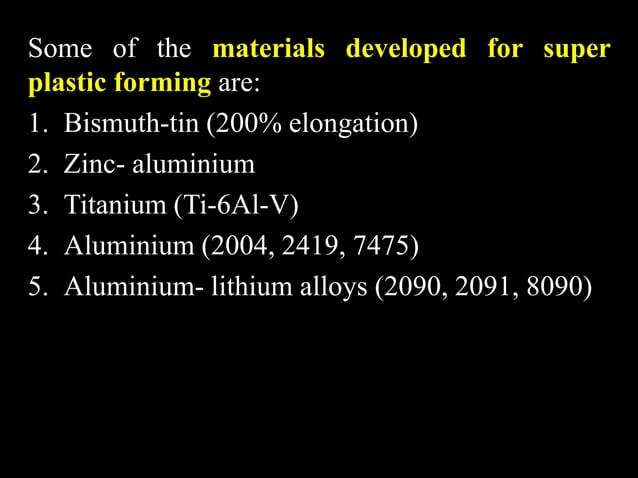 Some of the materials developed for super
plastic forming are:
1. Bismuth-tin (200% elongation)
2. Zinc- aluminium
3. Titanium (Ti-6Al-V)
4. Aluminium (2004, 2419, 7475)
5. Aluminium- lithium alloys (2090, 2091, 8090)